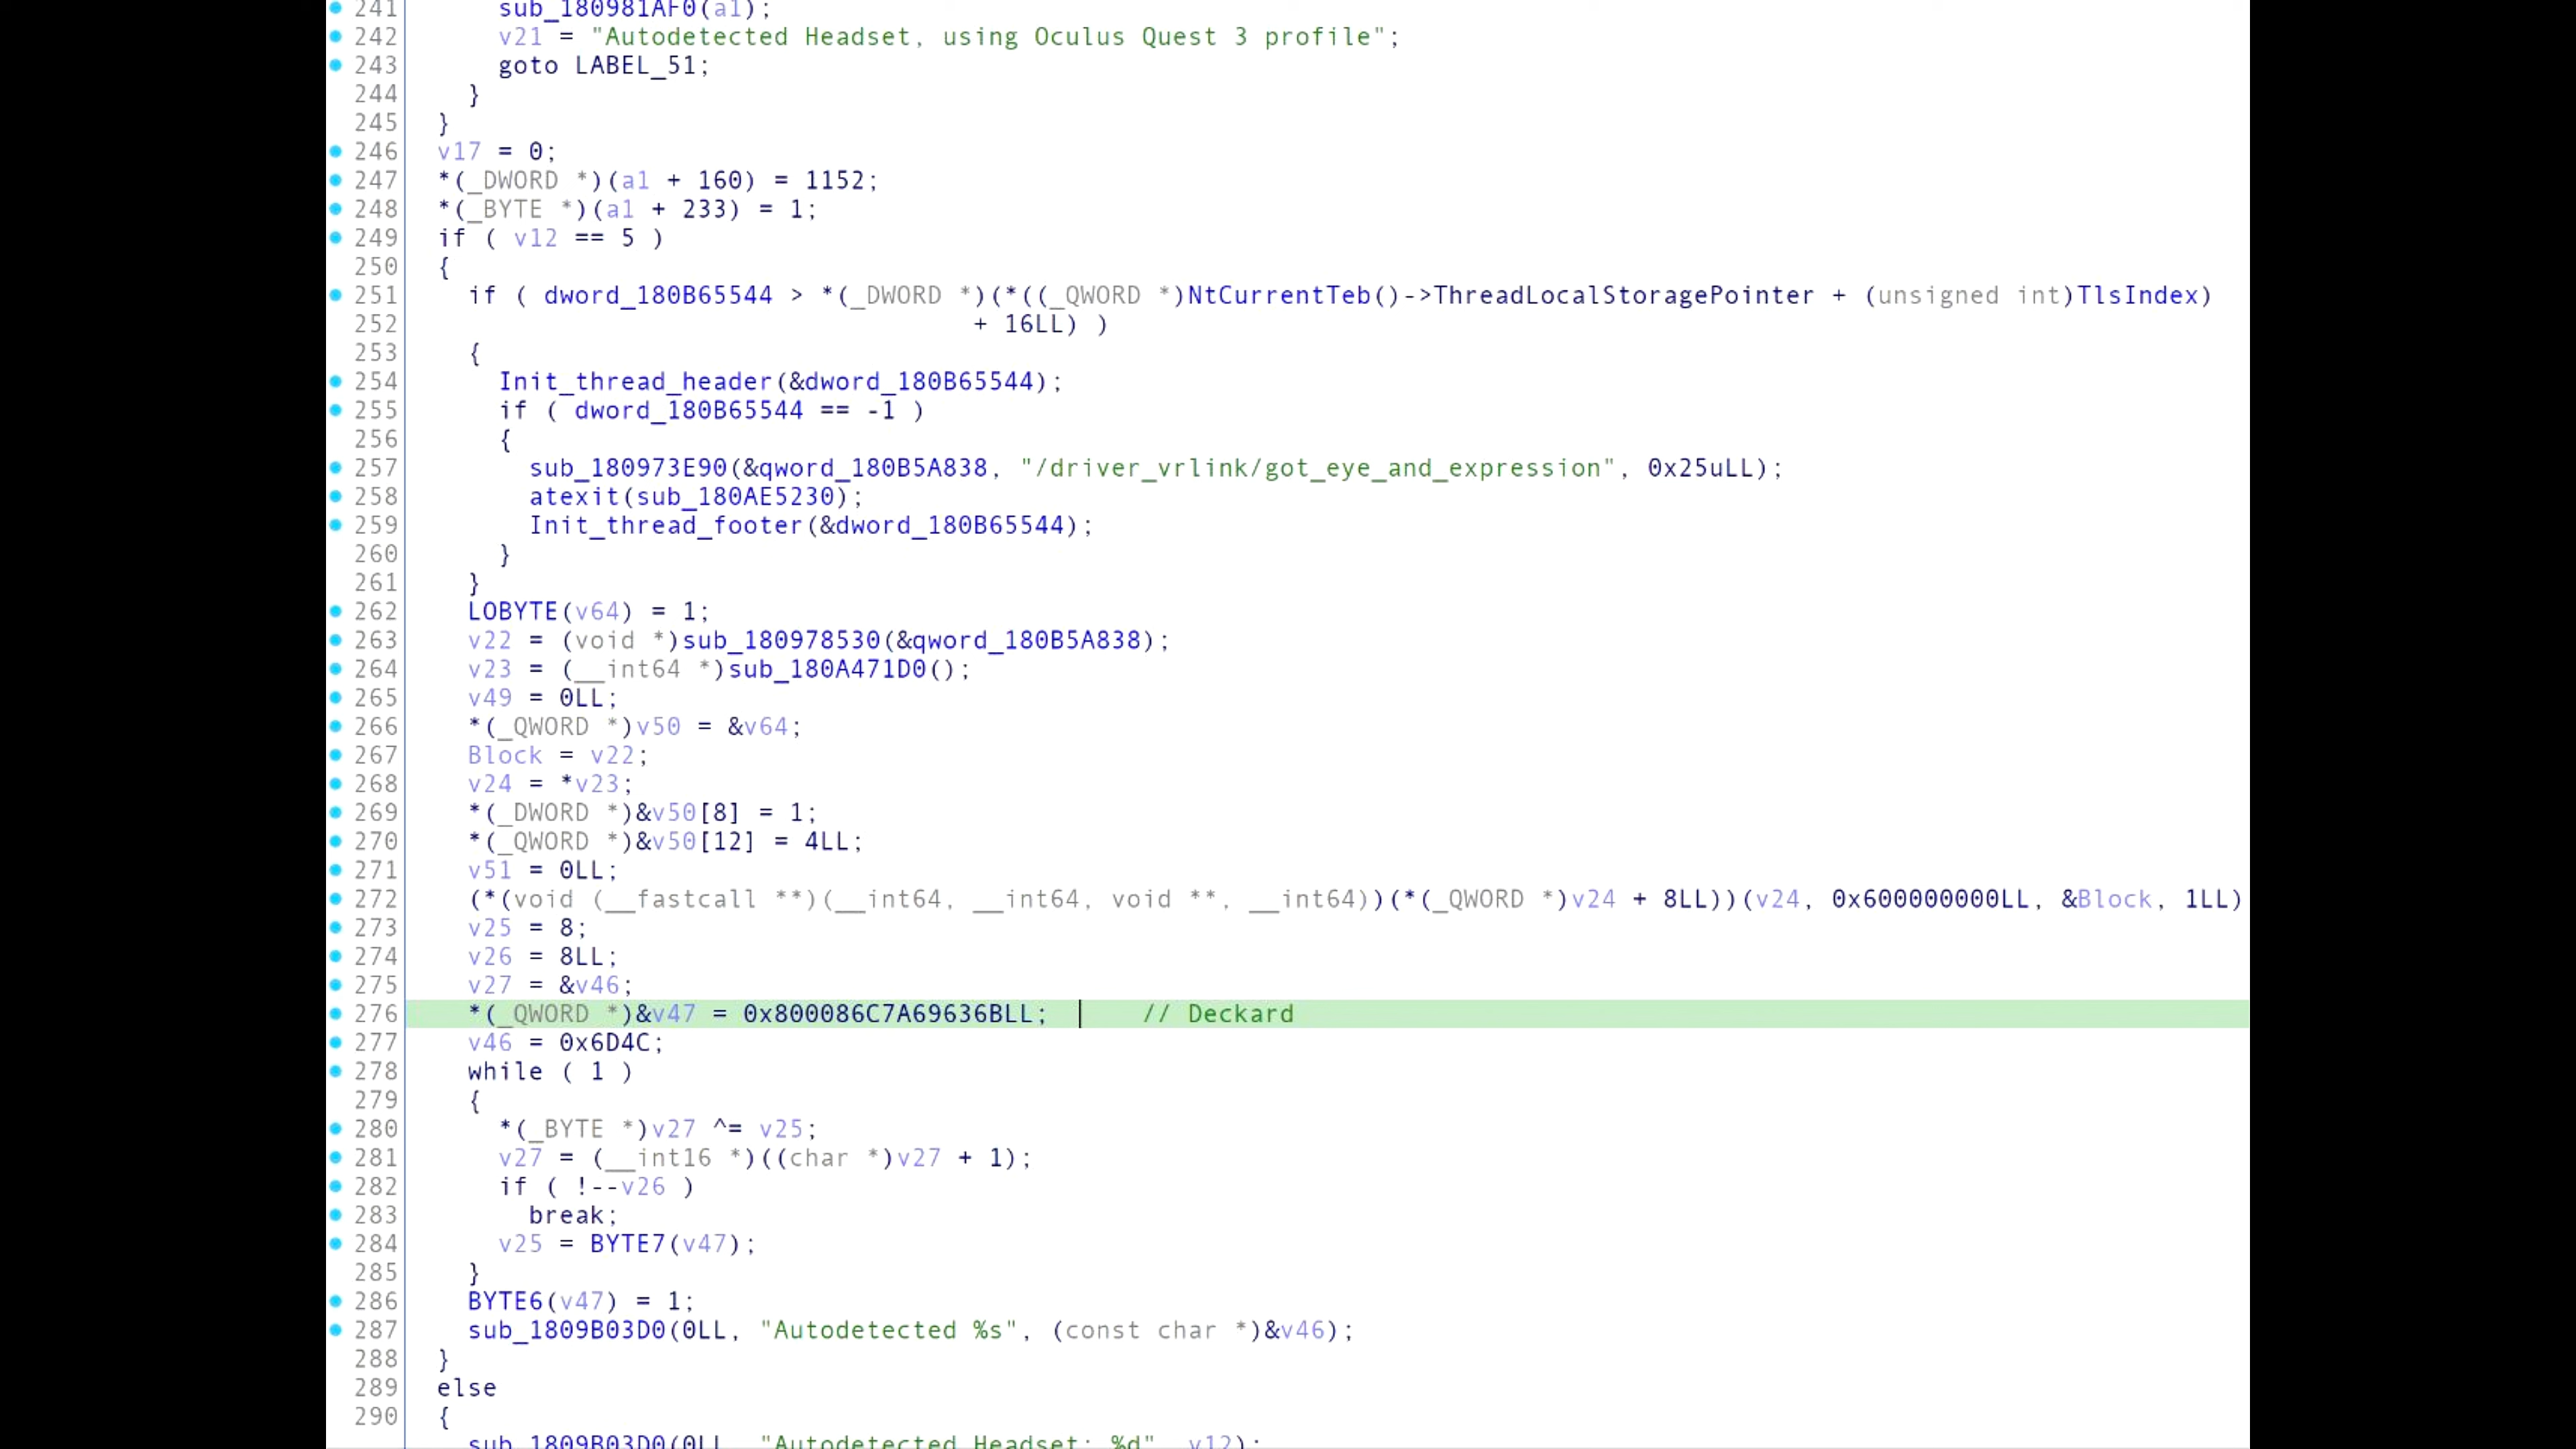 241 sub_180981AF0(a1);
242 v21 = "Autodetected Headset, using Oculus Quest 3 profile";
243 goto LABEL_51;
244 }
245 }
246 v17 = 0;
247 *(_DWORD *)(a1 + 160) = 1152;
248 *(_BYTE *)(a1 + 233) = 1;
249 if ( v12 == 5 )
250 {
251 if ( dword_180B65544 > *(_DWORD *)(*((_QWORD *)NtCurrentTeb()->ThreadLocalStoragePointer + (unsigned int)TlsIndex)
252 + 16LL) )
253 {
254 Init_thread_header(&dword_180B65544);
255 if ( dword_180B65544 == -1 )
256 {
257 sub_180973E90(&qword_180B5A838, "/driver_vrlink/got_eye_and_expression", 0x25uLL);
258 atexit(sub_180AE5230);
259 Init_thread_footer(&dword_180B65544);
260 }
261 }
262 LOBYTE(v64) = 1;
263 v22 = (void *)sub_180978530(&qword_180B5A838);
264 v23 = (__int64 *)sub_180A471D0();
265 v49 = 0LL;
266 *(_QWORD *)v50 = &v64;
267 Block = v22;
268 v24 = *v23;
269 *(_DWORD *)&v50[8] = 1;
270 *(_QWORD *)&v50[12] = 4LL;
271 v51 = 0LL;
272 (*(void (__fastcall **)(__int64, __int64, void **, __int64))(*(_QWORD *)v24 + 8LL))(v24, 0x600000000LL, &Block, 1LL)
273 v25 = 8;
274 v26 = 8LL;
275 v27 = &v46;
276 *(_QWORD *)&v47 = 0x800086C7A69636BLL; // Deckard
277 v46 = 0x6D4C;
278 while ( 1 )
279 {
280 *(_BYTE *)v27 ^= v25;
281 v27 = (__int16 *)((char *)v27 + 1);
282 if ( !--v26 )
283 break;
284 v25 = BYTE7(v47);
285 }
286 BYTE6(v47) = 1;
287 sub_1809B03D0(0LL, "Autodetected %s", (const char *)&v46);
288 }
289 else
290 {
sub_1809B03D0(0LL, "Autodetected Headset: %d", v12);